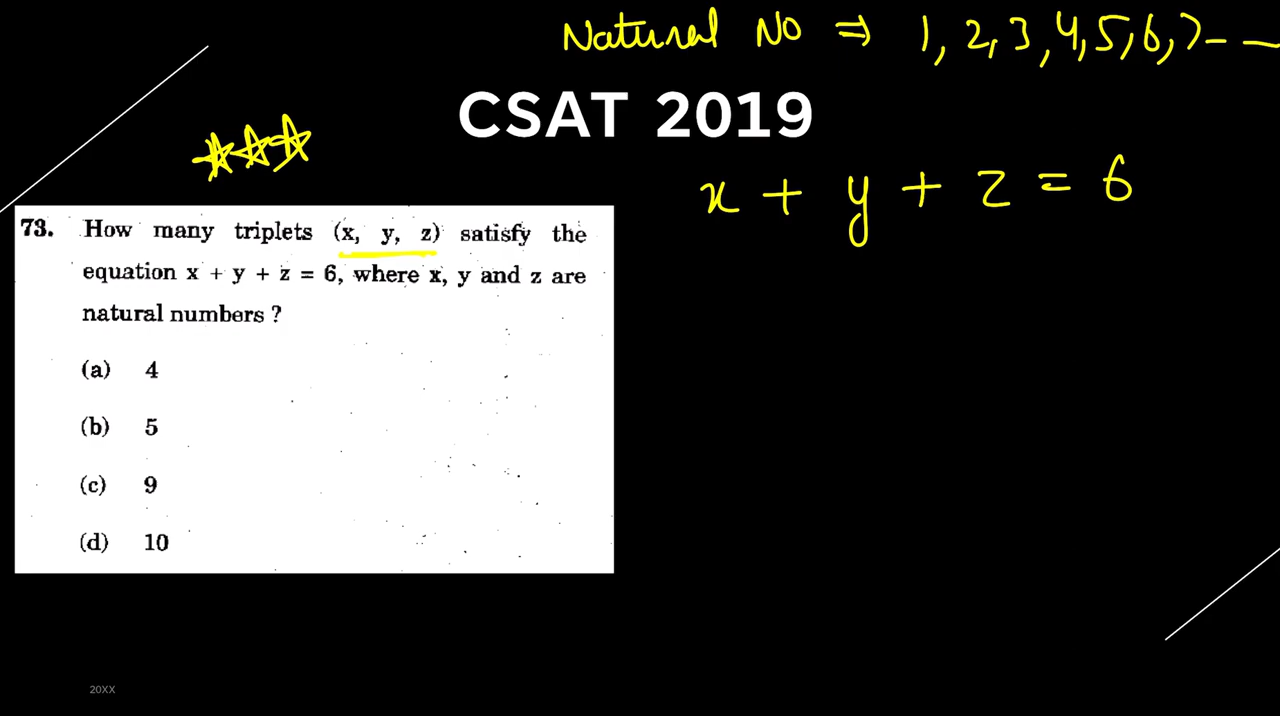 Natural No ⇒ 1, 2, 3, 4, 5, 6, 7- -
CSAT 2019
x + y + z = 6
73. How many triplets (x, y, z) satisfy the
equation x + y + z = 6, where x, y and z are
natural numbers ?
(a) 4
(b) 5
(c) 9
(d) 10
20XX